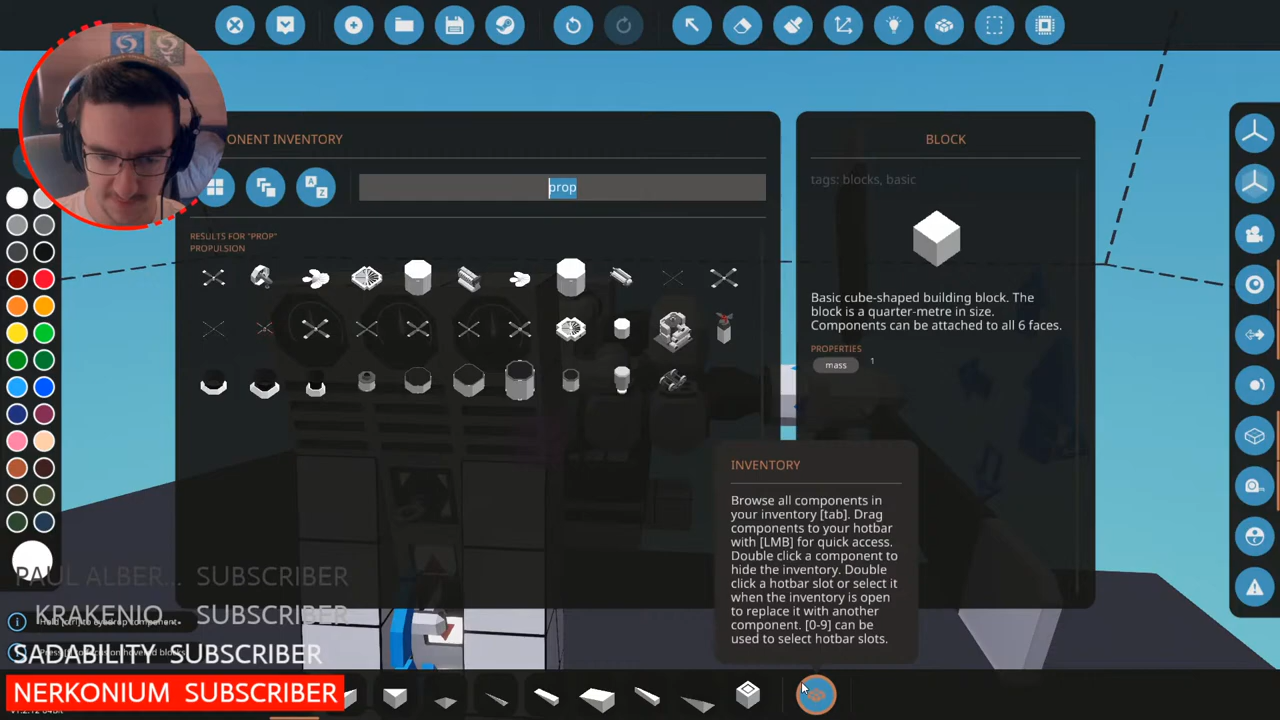 ONENT INVENTORY
prop
RESULTS FOR "PROP"
PROPULSION
BLOCK
tags: blocks, basic
Basic cube-shaped building block. The
block is a quarter-metre in size.
Components can be attached to all 6 faces.
PROPERTIES
mass 1
INVENTORY
Browse all components in
your inventory [tab]. Drag
components to your hotbar
with [LMB] for quick access.
Double click a component to
hide the inventory. Double
click a hotbar slot or select it
when the inventory is open
to replace it with another
component. [0-9] can be
used to select hotbar slots.
PAUL ALBER... SUBSCRIBER
KRAKENIO SUBSCRIBER
SADABILITY SUBSCRIBER
NERKONIUM SUBSCRIBER